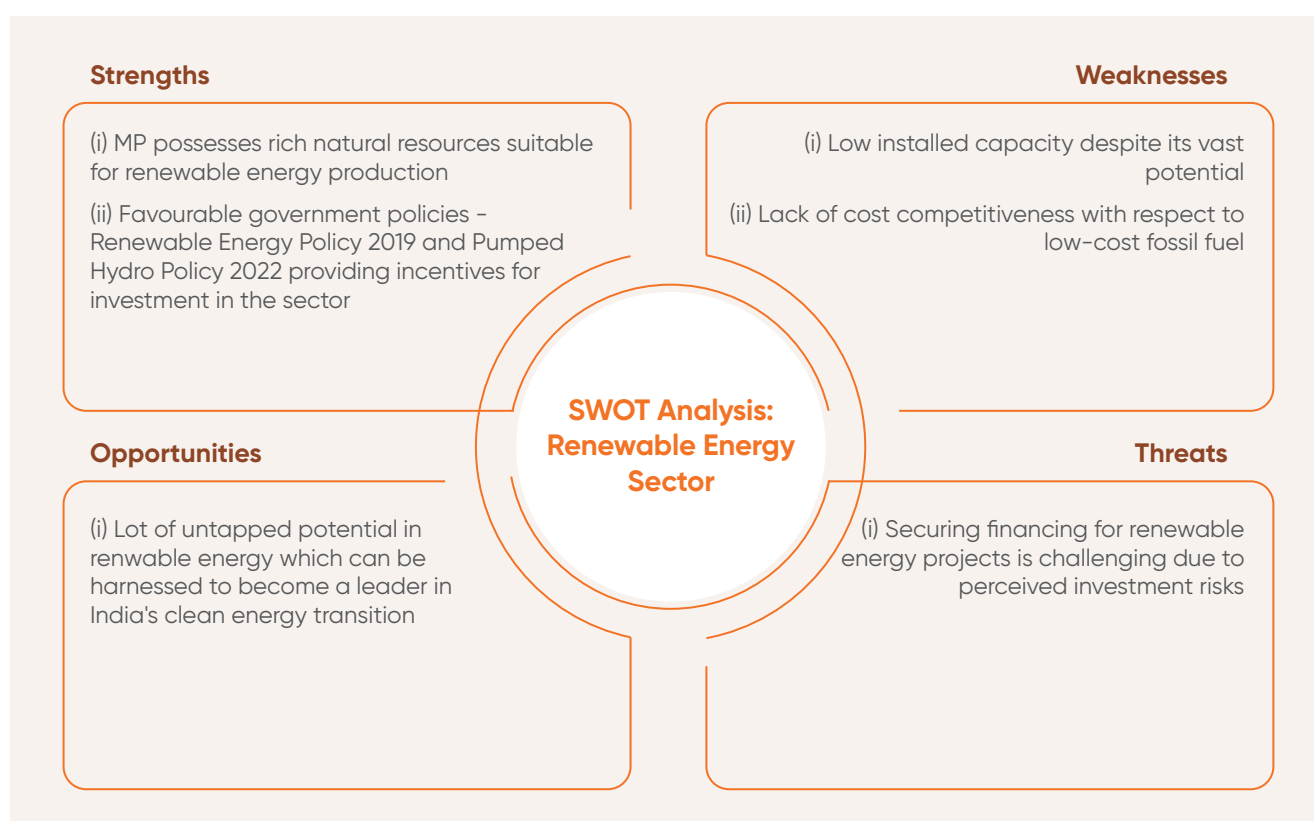 Strengths
(i) MP possesses rich natural resources suitable
for renewable energy production
(ii) Favourable government policies -
Renewable Energy Policy 2019 and Pumped
Hydro Policy 2022 providing incentives for
investment in the sector
Weaknesses
(i) Low installed capacity despite its vast
potential
(ii) Lack of cost competitiveness with respect to
low-cost fossil fuel
SWOT Analysis:
Renewable Energy
Sector
Opportunities
(i) Lot of untapped potential in
renwable energy which can be
harnessed to become a leader in
India's clean energy transition
Threats
(i) Securing financing for renewable
energy projects is challenging due to
perceived investment risks